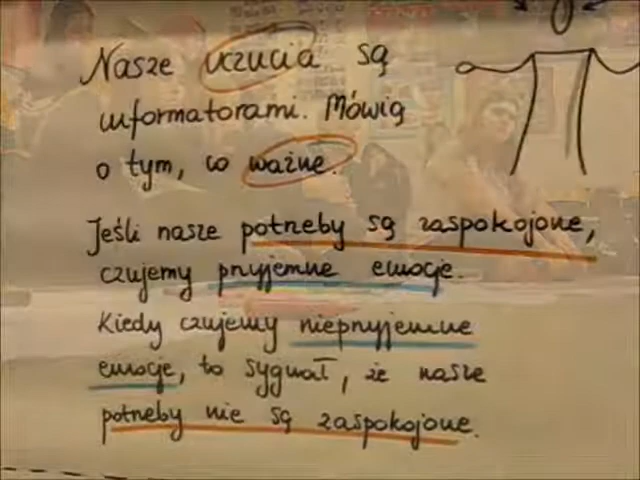 Nasze uczucia są
informatorami. Mówią
o tym, co ważne.
Jeśli nasze potrzeby są zaspokojone,
czujemy przyjemne emocje.
Kiedy czujemy nieprzyjemne
emocje, to sygnał, że nasze
potrzeby nie są zaspokojone.